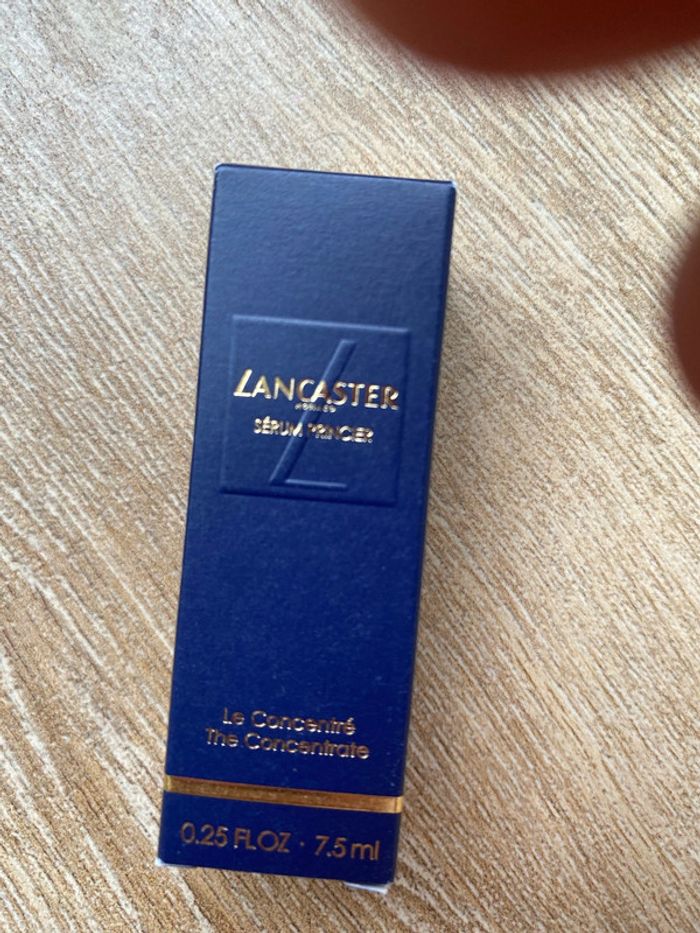 LANCASTER
MONACO
SÉRUM PRINCIER
Le Concentré
The Concentrate
0.25 FL OZ · 7.5 ml